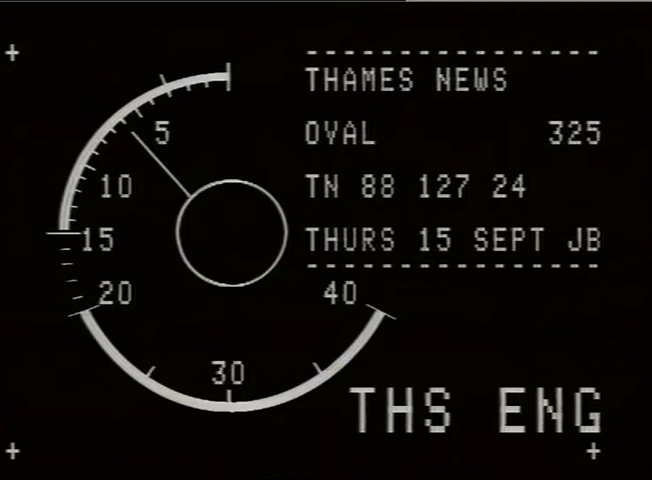 THAMES NEWS
OVAL 325
TN 88 127 24
THURS 15 SEPT JB
5
10
15
20
30
40
THS ENG